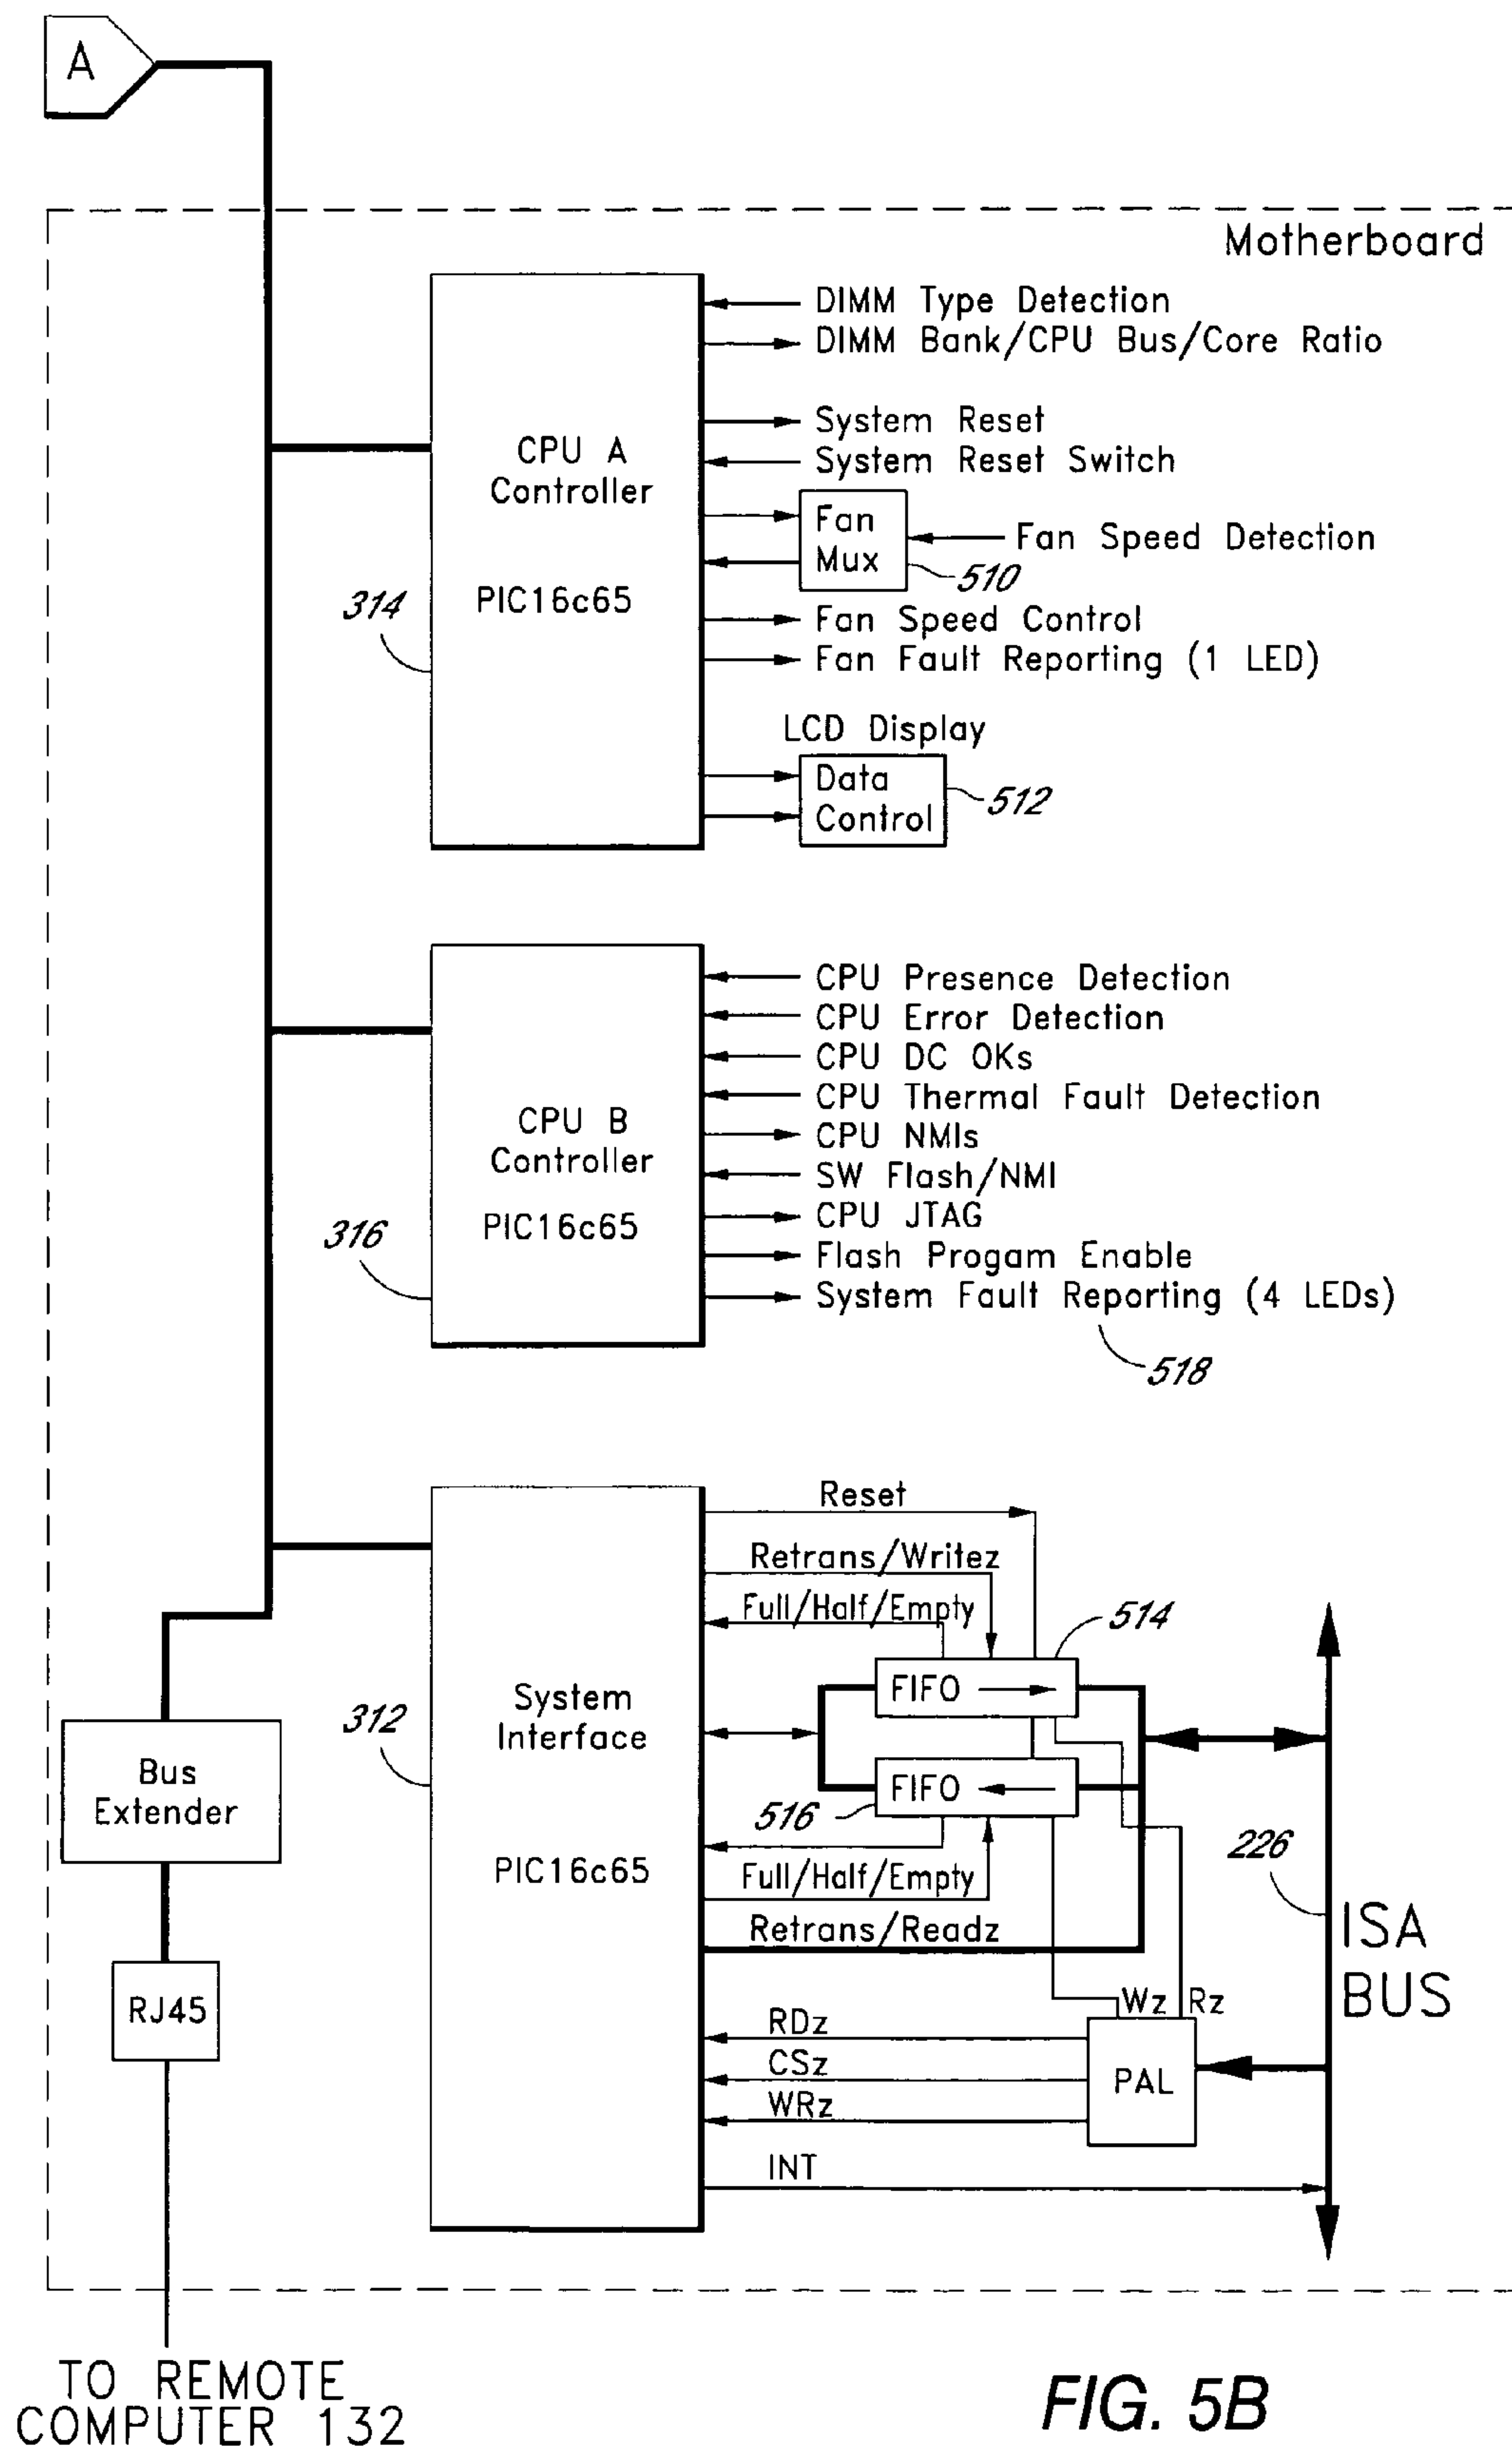 A
Motherboard
CPU A
Controller
PIC16c65
314
DIMM Type Detection
DIMM Bank/CPU Bus/Core Ratio
System Reset
System Reset Switch
Fan
Mux
510
Fan Speed Detection
Fan Speed Control
Fan Fault Reporting (1 LED)
LCD Display
Data
Control
512
CPU B
Controller
PIC16c65
316
CPU Presence Detection
CPU Error Detection
CPU DC OKs
CPU Thermal Fault Detection
CPU NMIs
SW Flash/NMI
CPU JTAG
Flash Progam Enable
System Fault Reporting (4 LEDs)
518
System
Interface
PIC16c65
312
Reset
Retrans/Writez
Full/Half/Empty
514
FIFO
FIFO
516
Full/Half/Empty
Retrans/Readz
226
ISA
BUS
Wz Rz
RDz
CSz
WRz
PAL
INT
Bus
Extender
RJ45
TO REMOTE
COMPUTER 132
FIG. 5B